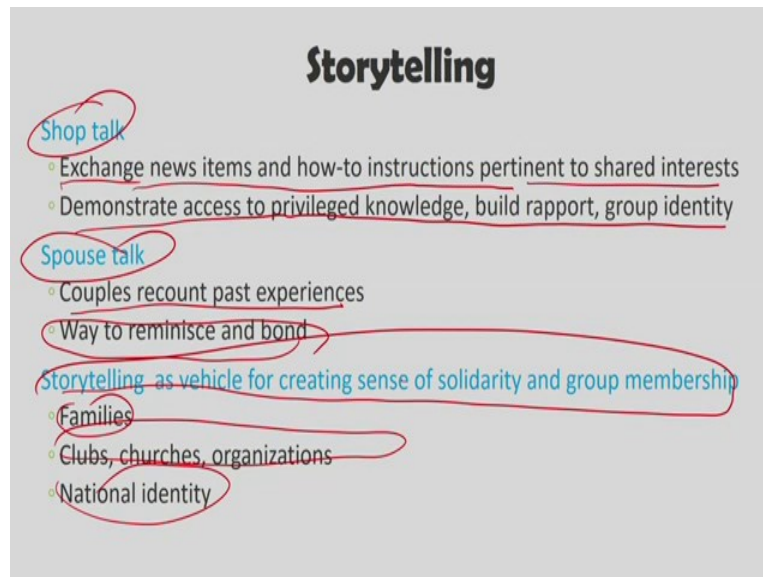 Storytelling
Shop talk
◦ Exchange news items and how-to instructions pertinent to shared interests
◦ Demonstrate access to privileged knowledge, build rapport, group identity
Spouse talk
◦ Couples recount past experiences
◦ Way to reminisce and bond
Storytelling as vehicle for creating sense of solidarity and group membership
◦ Families
◦ Clubs, churches, organizations
◦ National identity